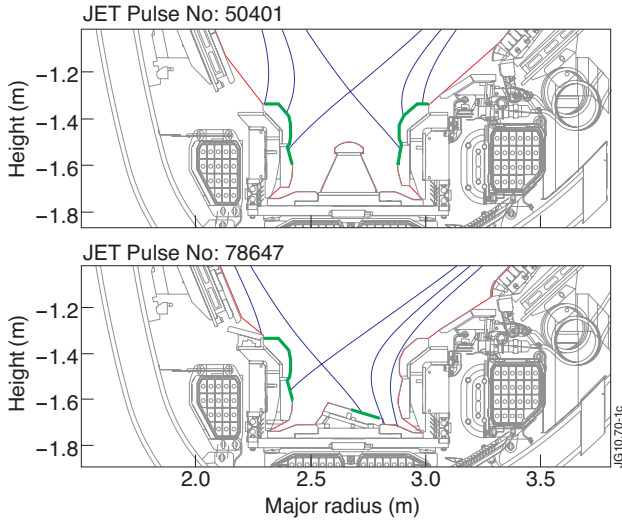 JET Pulse No: 50401
Height (m)
−1.2
−1.4
−1.6
−1.8
JET Pulse No: 78647
Height (m)
−1.2
−1.4
−1.6
−1.8
2.0 2.5 3.0 3.5
Major radius (m)
JG10.70-1c